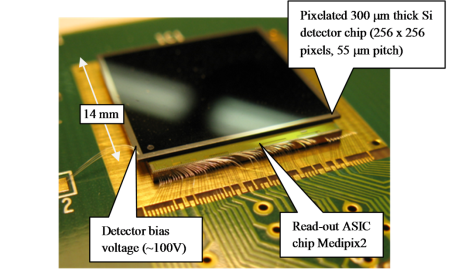 Pixelated 300 μm thick Si
detector chip (256 x 256
pixels, 55 μm pitch)
14 mm
2
Detector bias
voltage (~100V)
Read-out ASIC
chip Medipix2